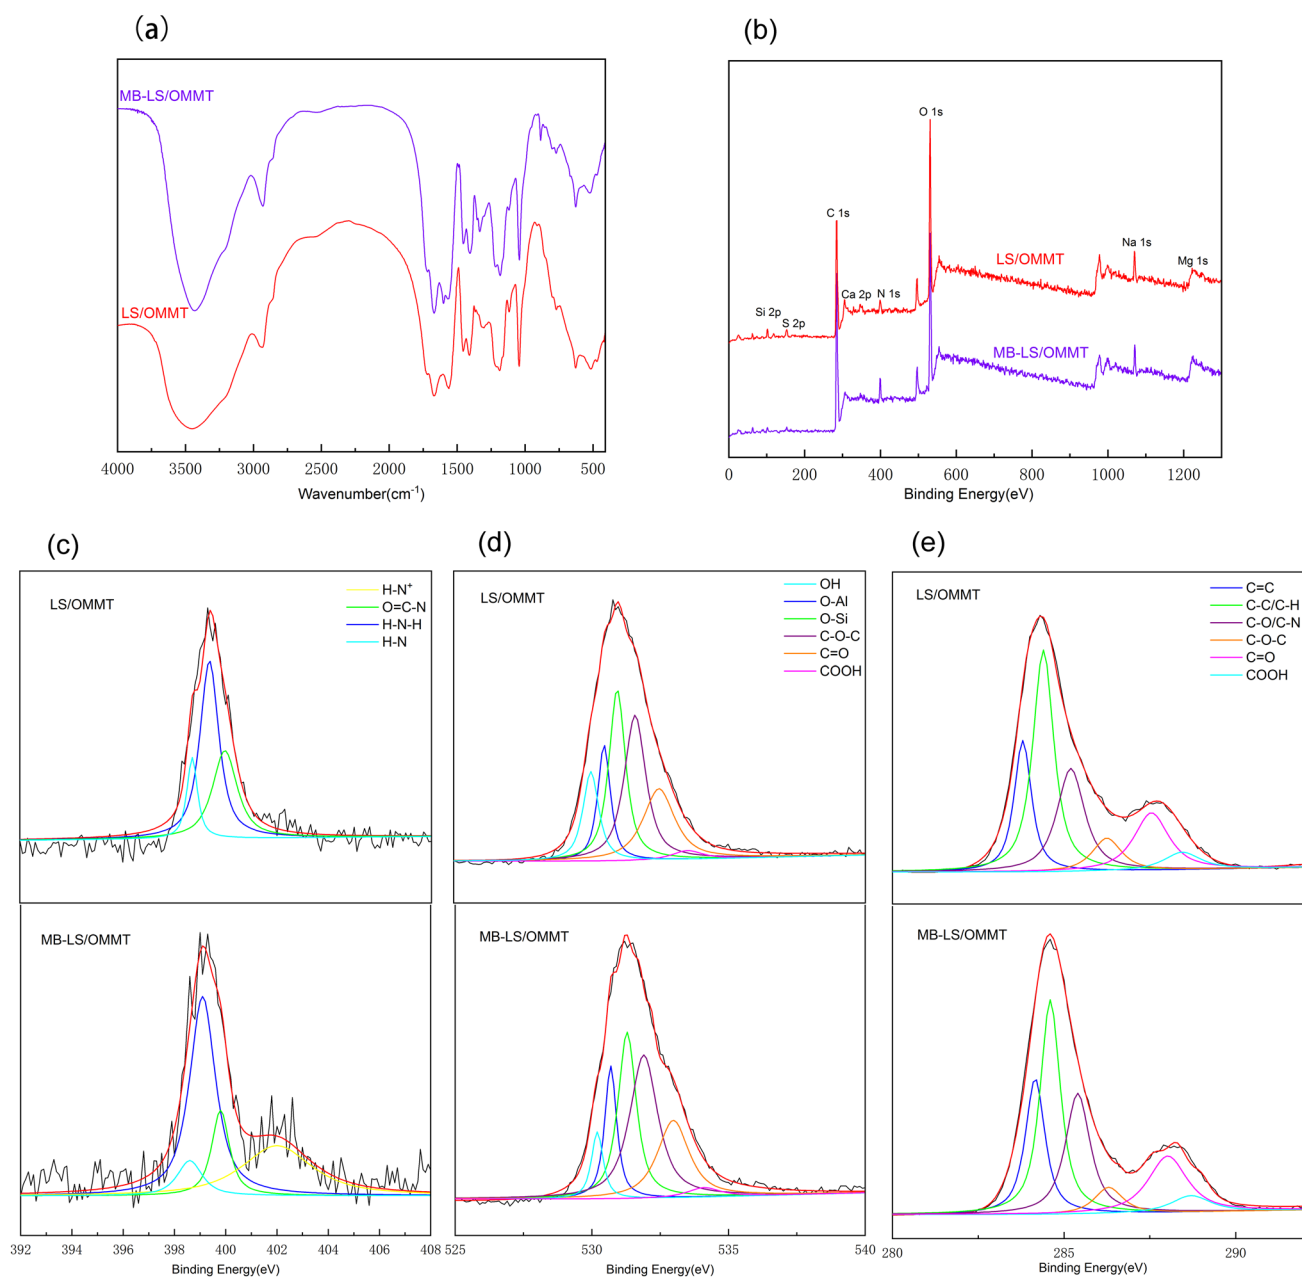 (a)
MB-LS/OMMT
LS/OMMT
4000 3500 3000 2500 2000 1500 1000 500
Wavenumber(cm⁻¹)
(b)
O 1s
C 1s
LS/OMMT
Na 1s
Mg 1s
Ca 2p
N 1s
Si 2p
S 2p
MB-LS/OMMT
0 200 400 600 800 1000 1200
Binding Energy(eV)
(c)
LS/OMMT
H-N⁺
O=C-N
H-N-H
H-N
MB-LS/OMMT
392 394 396 398 400 402 404 406 408
Binding Energy(eV)
(d)
LS/OMMT
OH
O-Al
O-Si
C-O-C
C=O
COOH
MB-LS/OMMT
525 530 535 540
Binding Energy(eV)
(e)
LS/OMMT
C=C
C-C/C-H
C-O/C-N
C-O-C
C=O
COOH
MB-LS/OMMT
280 285 290
Binding Energy(eV)